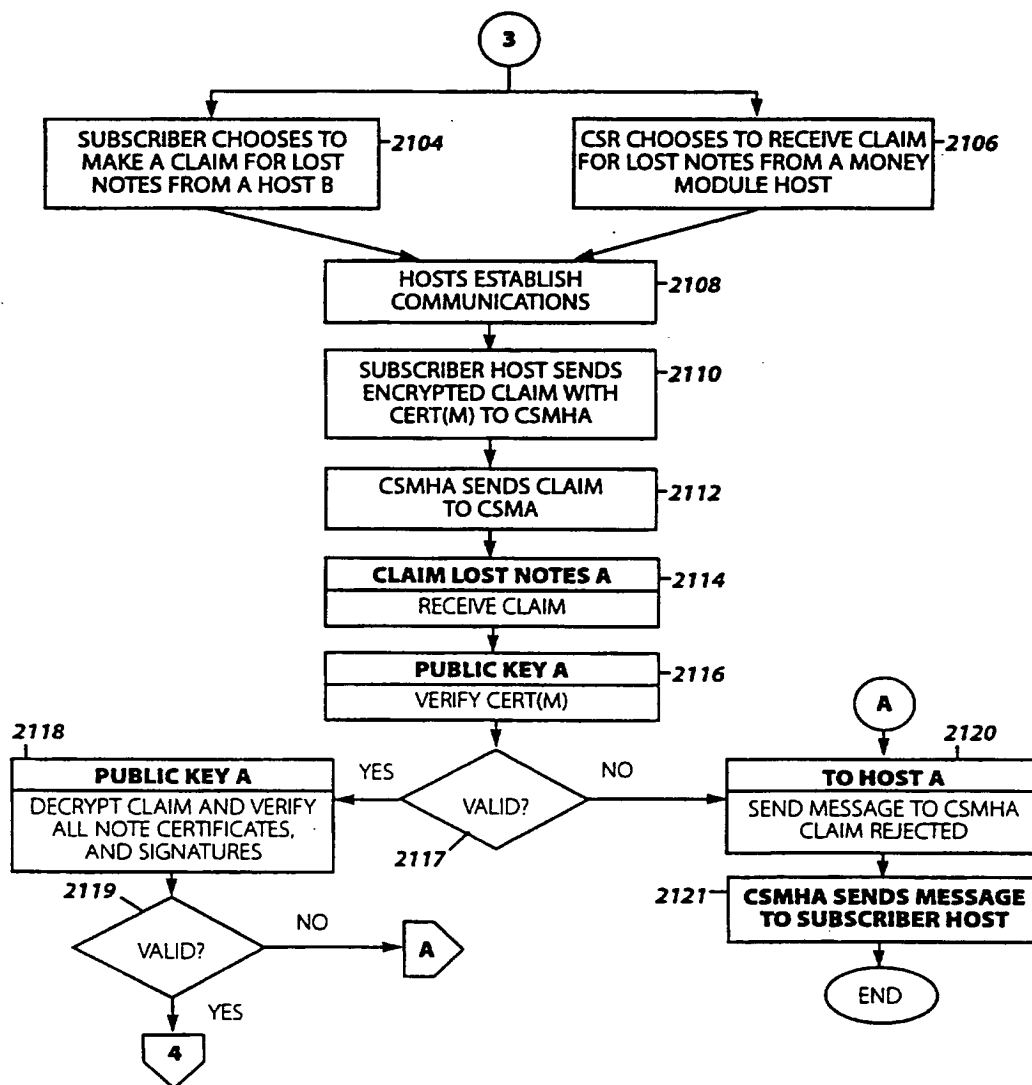 3
SUBSCRIBER CHOOSES TO
MAKE A CLAIM FOR LOST
NOTES FROM A HOST B
2104
CSR CHOOSES TO RECEIVE CLAIM
FOR LOST NOTES FROM A MONEY
MODULE HOST
2106
HOSTS ESTABLISH
COMMUNICATIONS
2108
SUBSCRIBER HOST SENDS
ENCRYPTED CLAIM WITH
CERT(M) TO CSMHA
2110
CSMHA SENDS CLAIM
TO CSMA
2112
CLAIM LOST NOTES A
RECEIVE CLAIM
2114
PUBLIC KEY A
VERIFY CERT(M)
2116
VALID?
2117
YES
NO
2118
PUBLIC KEY A
DECRYPT CLAIM AND VERIFY
ALL NOTE CERTIFICATES,
AND SIGNATURES
2119
VALID?
NO
A
YES
4
A
2120
TO HOST A
SEND MESSAGE TO CSMHA
CLAIM REJECTED
2121
CSMHA SENDS MESSAGE
TO SUBSCRIBER HOST
END